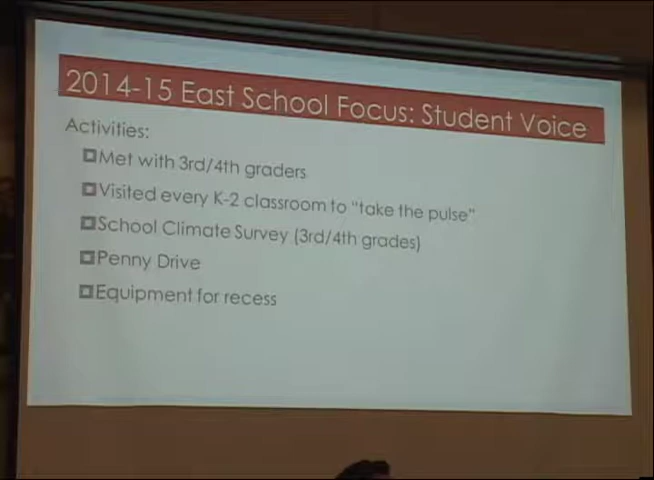 2014-15 East School Focus: Student Voice
Activities:
Met with 3rd/4th graders
Visited every K-2 classroom to "take the pulse"
School Climate Survey (3rd/4th grades)
Penny Drive
Equipment for recess